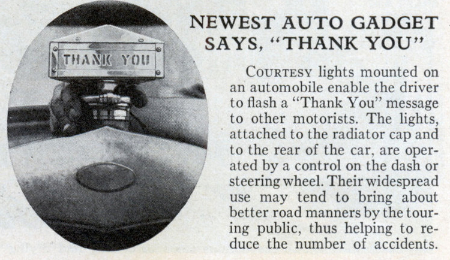 THANK YOU
NEWEST AUTO GADGET
SAYS, "THANK YOU"
COURTESY lights mounted on
an automobile enable the driver
to flash a "Thank You" message
to other motorists. The lights,
attached to the radiator cap and
to the rear of the car, are oper-
ated by a control on the dash or
steering wheel. Their widespread
use may tend to bring about
better road manners by the tour-
ing public, thus helping to re-
duce the number of accidents.